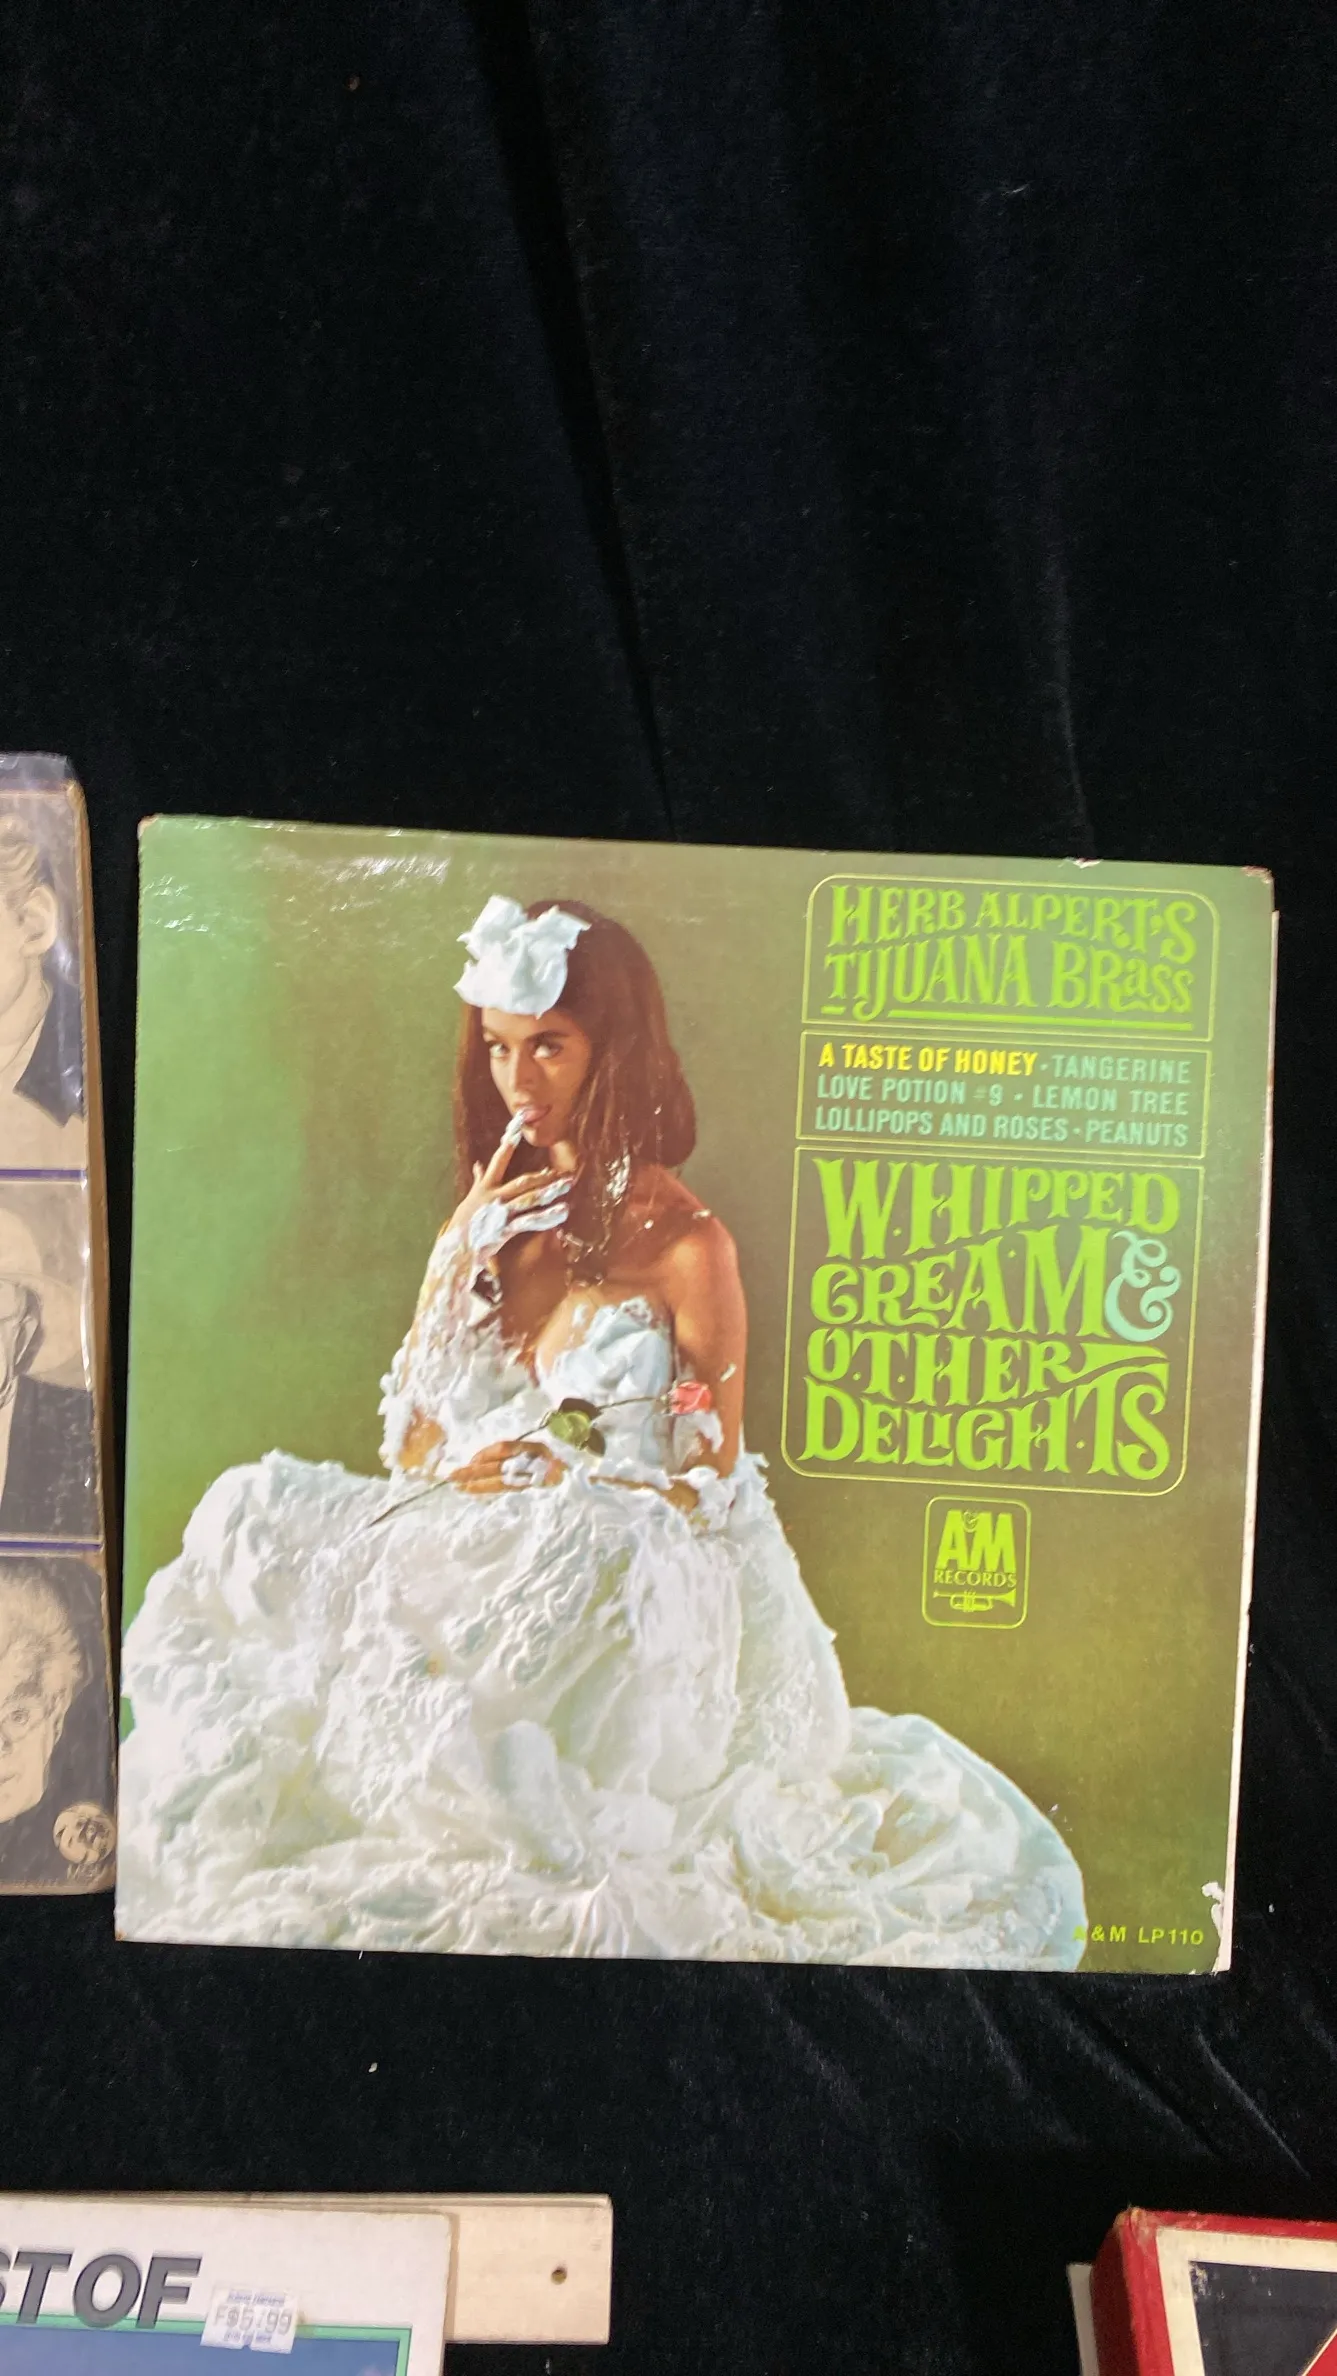 HERB ALPERT'S
TIJUANA BRASS
A TASTE OF HONEY · TANGERINE
LOVE POTION #9 · LEMON TREE
LOLLIPOPS AND ROSES · PEANUTS
WHIPPED
CREAM &
OTHER
DELIGHTS
A&M
RECORDS
A&M LP110
ST OF